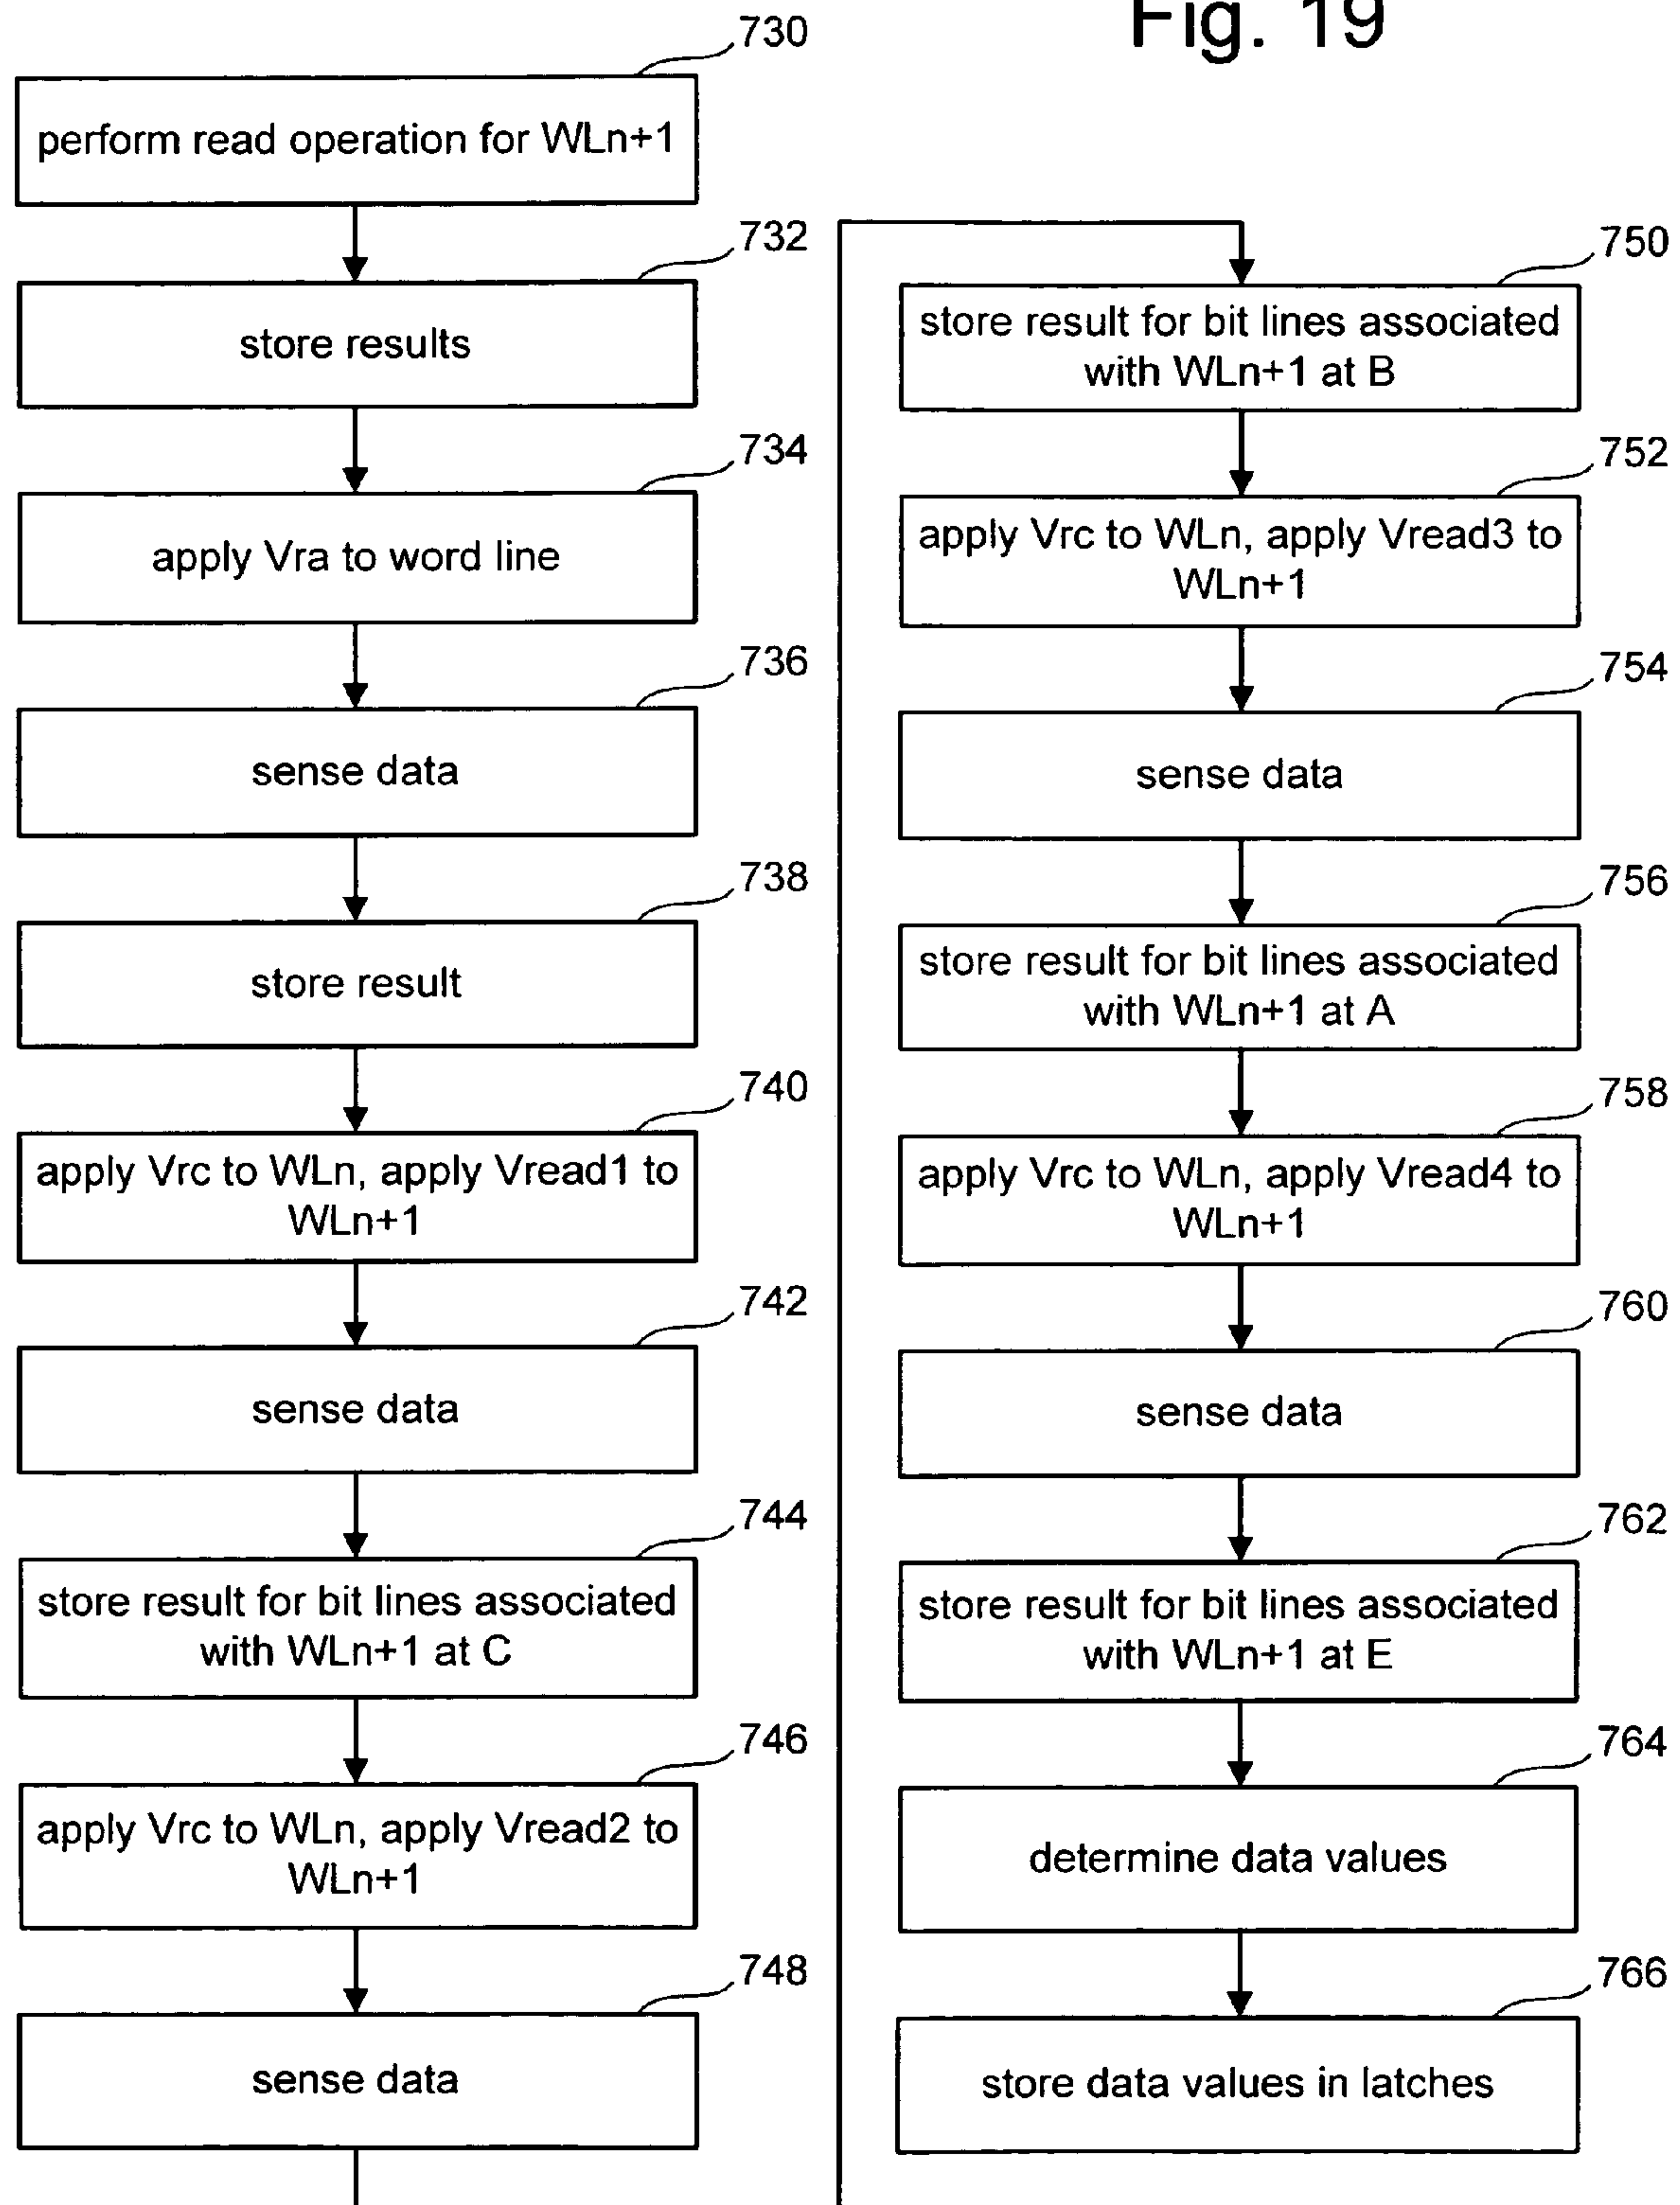 Fig. 19
730
perform read operation for WLn+1
732
store results
734
apply Vra to word line
736
sense data
738
store result
740
apply Vrc to WLn, apply Vread1 to
WLn+1
742
sense data
744
store result for bit lines associated
with WLn+1 at C
746
apply Vrc to WLn, apply Vread2 to
WLn+1
748
sense data
750
store result for bit lines associated
with WLn+1 at B
752
apply Vrc to WLn, apply Vread3 to
WLn+1
754
sense data
756
store result for bit lines associated
with WLn+1 at A
758
apply Vrc to WLn, apply Vread4 to
WLn+1
760
sense data
762
store result for bit lines associated
with WLn+1 at E
764
determine data values
766
store data values in latches